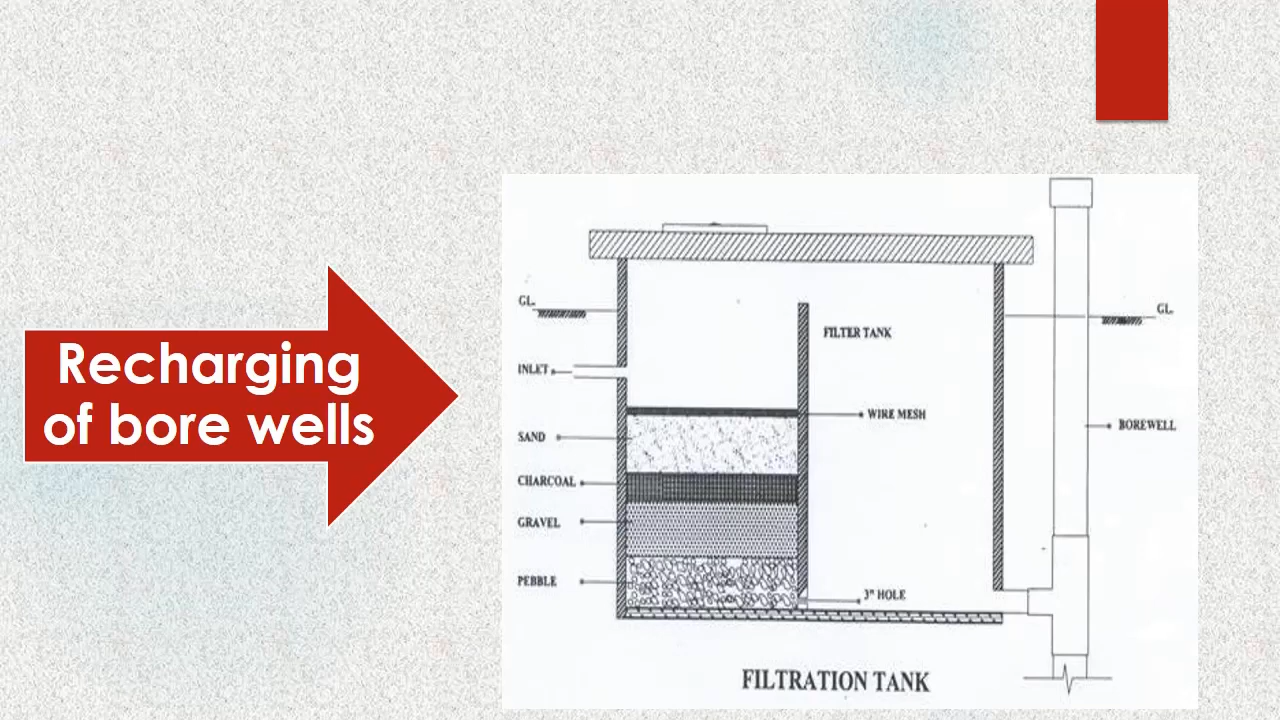 Recharging
of bore wells
GL.
GL.
FILTER TANK
INLET
WIRE MESH
BOREWELL
SAND
CHARCOAL
GRAVEL
PEBBLE
3" HOLE
FILTRATION TANK